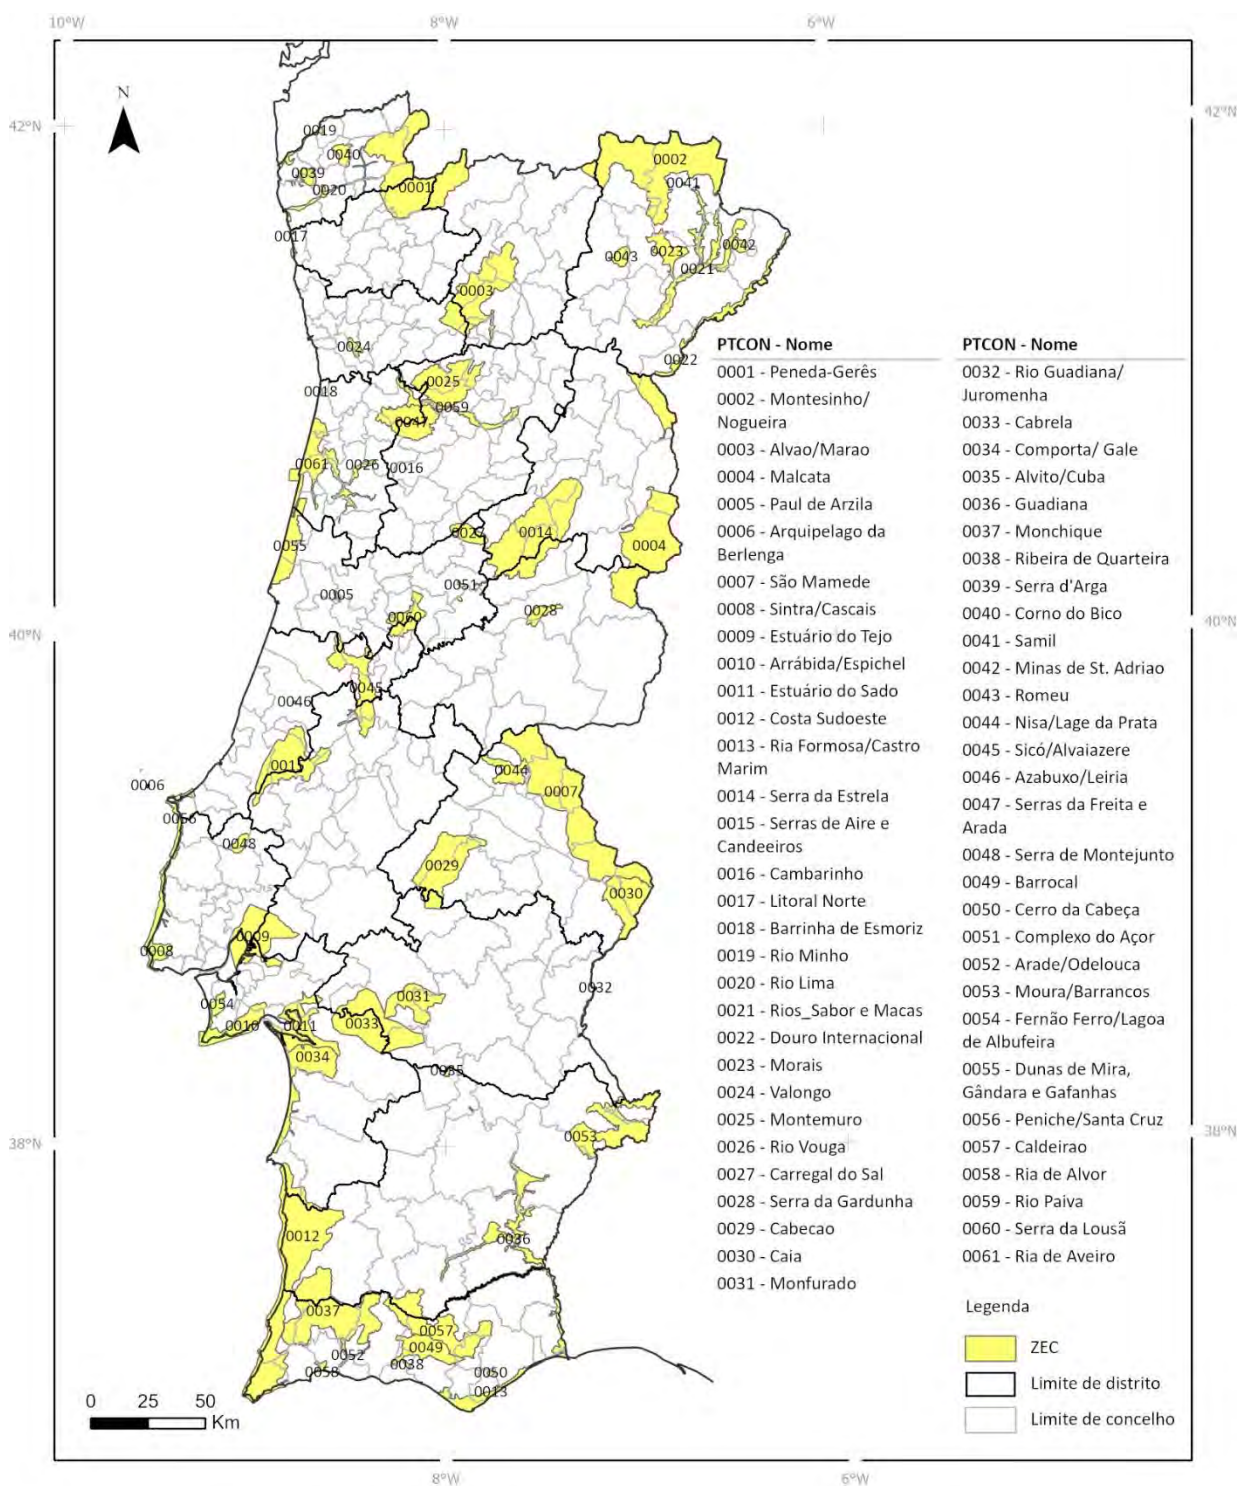 10°W
8°W
6°W
42°N
42°N
N
0019
0040
0039
0020
0001
0002
0041
0017
0043
0023
0042
0021
0003
0024
0022
0018
0025
0059
0047
0061
0026
0016
0055
0027
0014
0004
0005
0051
0028
0060
40°N
40°N
0045
0046
0006
0044
0007
0056
0048
0029
0030
0009
0008
0054
0031
0032
0010
0011
0033
0034
0035
38°N
38°N
0053
0012
0036
0037
0057
0049
0052
0038
0058
0050
0013
PTCON - Nome
0001 - Peneda-Gerês
0002 - Montesinho/
Nogueira
0003 - Alvao/Marao
0004 - Malcata
0005 - Paul de Arzila
0006 - Arquipelago da
Berlenga
0007 - São Mamede
0008 - Sintra/Cascais
0009 - Estuário do Tejo
0010 - Arrábida/Espichel
0011 - Estuário do Sado
0012 - Costa Sudoeste
0013 - Ria Formosa/Castro
Marim
0014 - Serra da Estrela
0015 - Serras de Aire e
Candeeiros
0016 - Cambarinho
0017 - Litoral Norte
0018 - Barrinha de Esmoriz
0019 - Rio Minho
0020 - Rio Lima
0021 - Rios_Sabor e Macas
0022 - Douro Internacional
0023 - Morais
0024 - Valongo
0025 - Montemuro
0026 - Rio Vouga
0027 - Carregal do Sal
0028 - Serra da Gardunha
0029 - Cabecao
0030 - Caia
0031 - Monfurado
PTCON - Nome
0032 - Rio Guadiana/
Juromenha
0033 - Cabrela
0034 - Comporta/ Gale
0035 - Alvito/Cuba
0036 - Guadiana
0037 - Monchique
0038 - Ribeira de Quarteira
0039 - Serra d'Arga
0040 - Corno do Bico
0041 - Samil
0042 - Minas de St. Adriao
0043 - Romeu
0044 - Nisa/Lage da Prata
0045 - Sicó/Alvaiazere
0046 - Azabuxo/Leiria
0047 - Serras da Freita e
Arada
0048 - Serra de Montejunto
0049 - Barrocal
0050 - Cerro da Cabeça
0051 - Complexo do Açor
0052 - Arade/Odelouca
0053 - Moura/Barrancos
0054 - Fernão Ferro/Lagoa
de Albufeira
0055 - Dunas de Mira,
Gândara e Gafanhas
0056 - Peniche/Santa Cruz
0057 - Caldeirao
0058 - Ria de Alvor
0059 - Rio Paiva
0060 - Serra da Lousã
0061 - Ria de Aveiro
Legenda
ZEC
Limite de distrito
Limite de concelho
0 25 50
Km
8°W
6°W